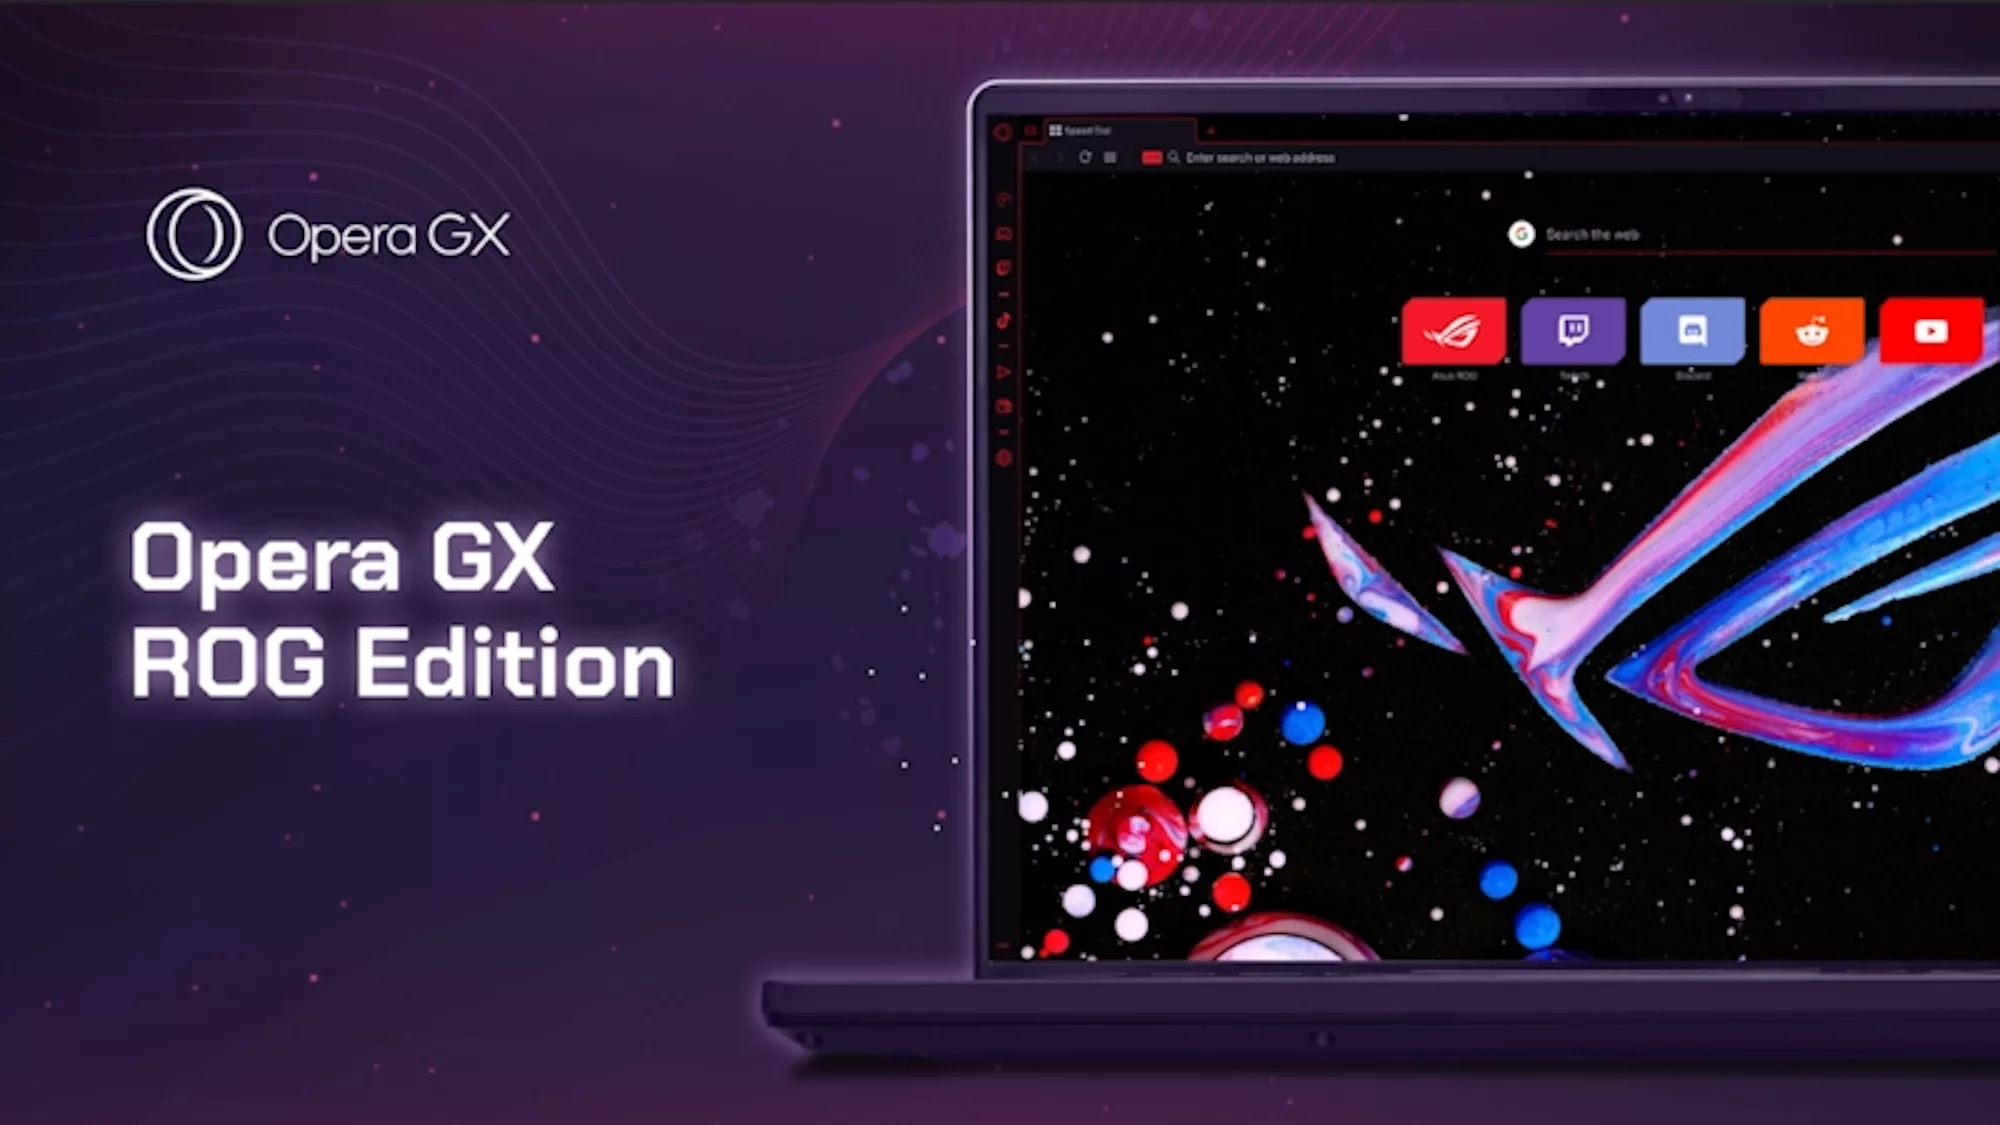 Opera GX
Opera GX
ROG Edition
Speed Dial
Enter search or web address
Search the web
Asus ROG
Twitch
Discord